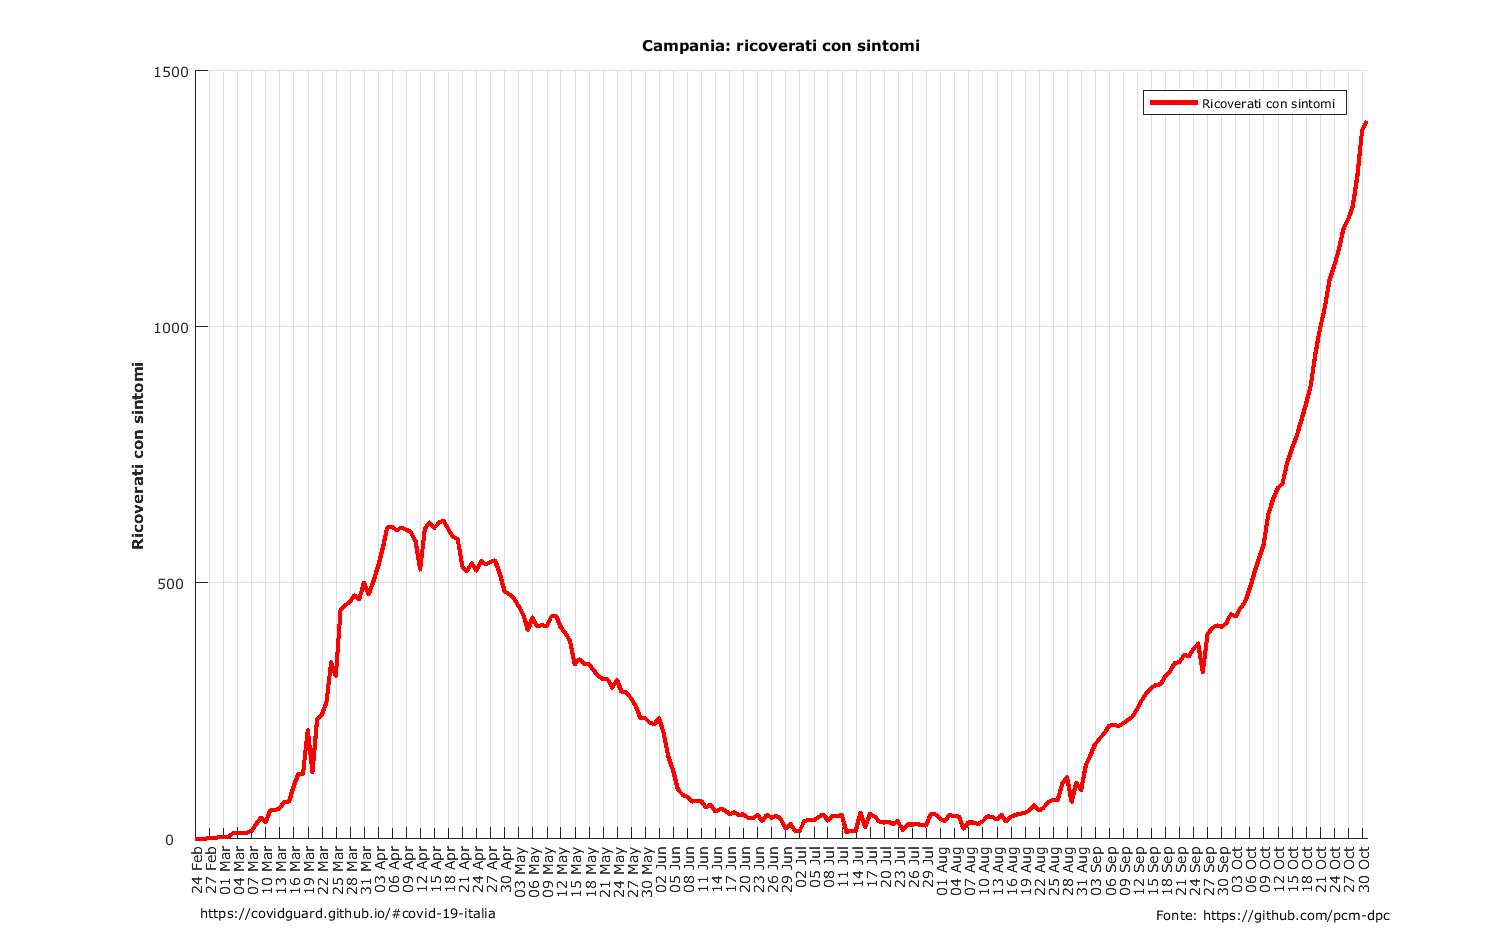 Campania: ricoverati con sintomi
Ricoverati con sintomi
Ricoverati con sintomi
1500
1000
500
0
24 Feb
27 Feb
01 Mar
04 Mar
07 Mar
10 Mar
13 Mar
16 Mar
19 Mar
22 Mar
25 Mar
28 Mar
31 Mar
03 Apr
06 Apr
09 Apr
12 Apr
15 Apr
18 Apr
21 Apr
24 Apr
27 Apr
30 Apr
03 May
06 May
09 May
12 May
15 May
18 May
21 May
24 May
27 May
30 May
02 Jun
05 Jun
08 Jun
11 Jun
14 Jun
17 Jun
20 Jun
23 Jun
26 Jun
29 Jun
02 Jul
05 Jul
08 Jul
11 Jul
14 Jul
17 Jul
20 Jul
23 Jul
26 Jul
29 Jul
01 Aug
04 Aug
07 Aug
10 Aug
13 Aug
16 Aug
19 Aug
22 Aug
25 Aug
28 Aug
31 Aug
03 Sep
06 Sep
09 Sep
12 Sep
15 Sep
18 Sep
21 Sep
24 Sep
27 Sep
30 Sep
03 Oct
06 Oct
09 Oct
12 Oct
15 Oct
18 Oct
21 Oct
24 Oct
27 Oct
30 Oct
https://covidguard.github.io/#covid-19-italia
Fonte: https://github.com/pcm-dpc